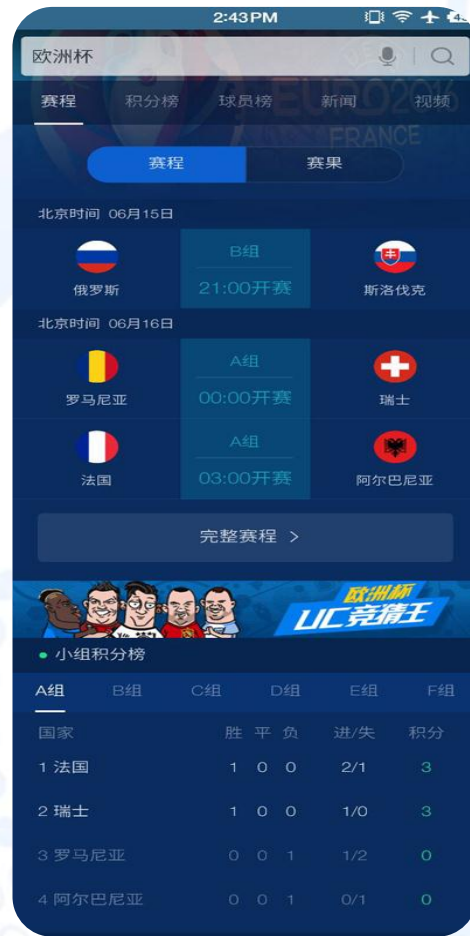 2:43PM
欧洲杯
赛程 积分榜 球员榜 新闻 视频
EURO2016
FRANCE
赛程 赛果
北京时间 06月15日
B组
俄罗斯 21:00开赛 斯洛伐克
北京时间 06月16日
A组
罗马尼亚 00:00开赛 瑞士
A组
法国 03:00开赛 阿尔巴尼亚
完整赛程 >
欧洲杯
UC竞猜王
小组积分榜
A组 B组 C组 D组 E组 F组
国家 胜 平 负 进/失 积分
1 法国 1 0 0 2/1 3
2 瑞士 1 0 0 1/0 3
3 罗马尼亚 0 0 1 1/2 0
4 阿尔巴尼亚 0 0 1 0/1 0